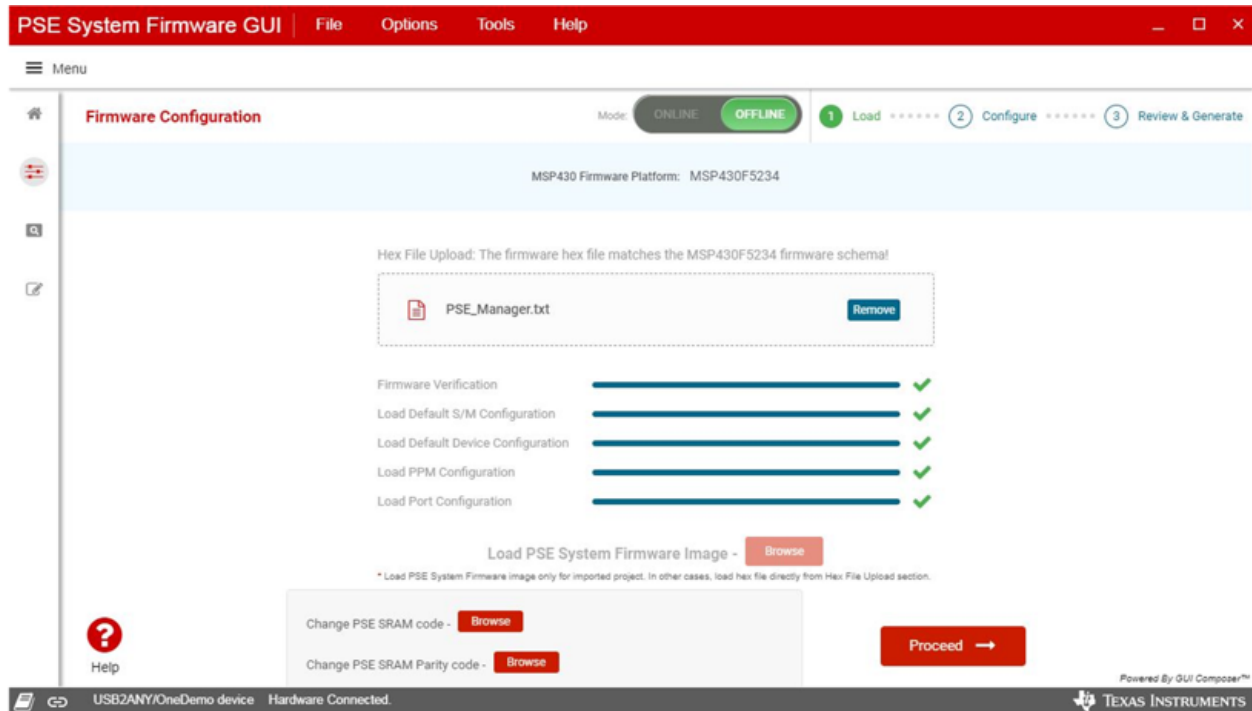 PSE System Firmware GUI File Options Tools Help
Menu
Firmware Configuration Mode: ONLINE OFFLINE 1 Load 2 Configure 3 Review & Generate
MSP430 Firmware Platform: MSP430F5234
Hex File Upload: The firmware hex file matches the MSP430F5234 firmware schema!
PSE_Manager.txt Remove
Firmware Verification
Load Default S/M Configuration
Load Default Device Configuration
Load PPM Configuration
Load Port Configuration
Load PSE System Firmware Image - Browse
* Load PSE System Firmware image only for imported project. In other cases, load hex file directly from Hex File Upload section.
Change PSE SRAM code - Browse
Change PSE SRAM Parity code - Browse
Proceed →
? Help
Powered By GUI Composer™
USB2ANY/OneDemo device Hardware Connected. TEXAS INSTRUMENTS